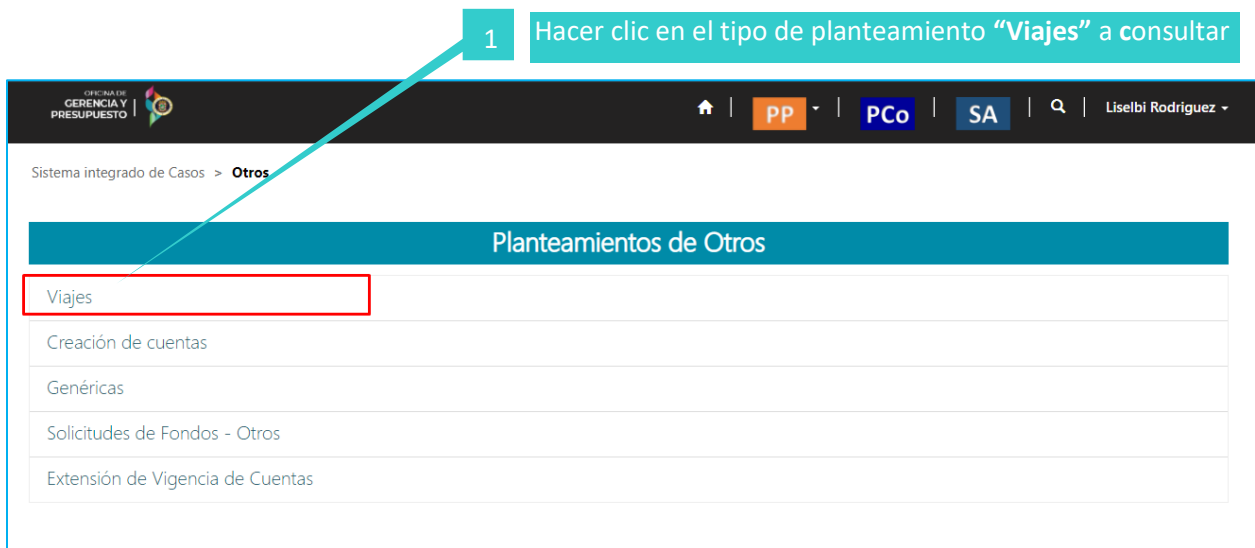 1
Hacer clic en el tipo de planteamiento “Viajes” a consultar
OFICINA DE
GERENCIA Y
PRESUPUESTO
PP
PCo
SA
Liselbi Rodriguez
Sistema integrado de Casos > Otros
Planteamientos de Otros
Viajes
Creación de cuentas
Genéricas
Solicitudes de Fondos - Otros
Extensión de Vigencia de Cuentas